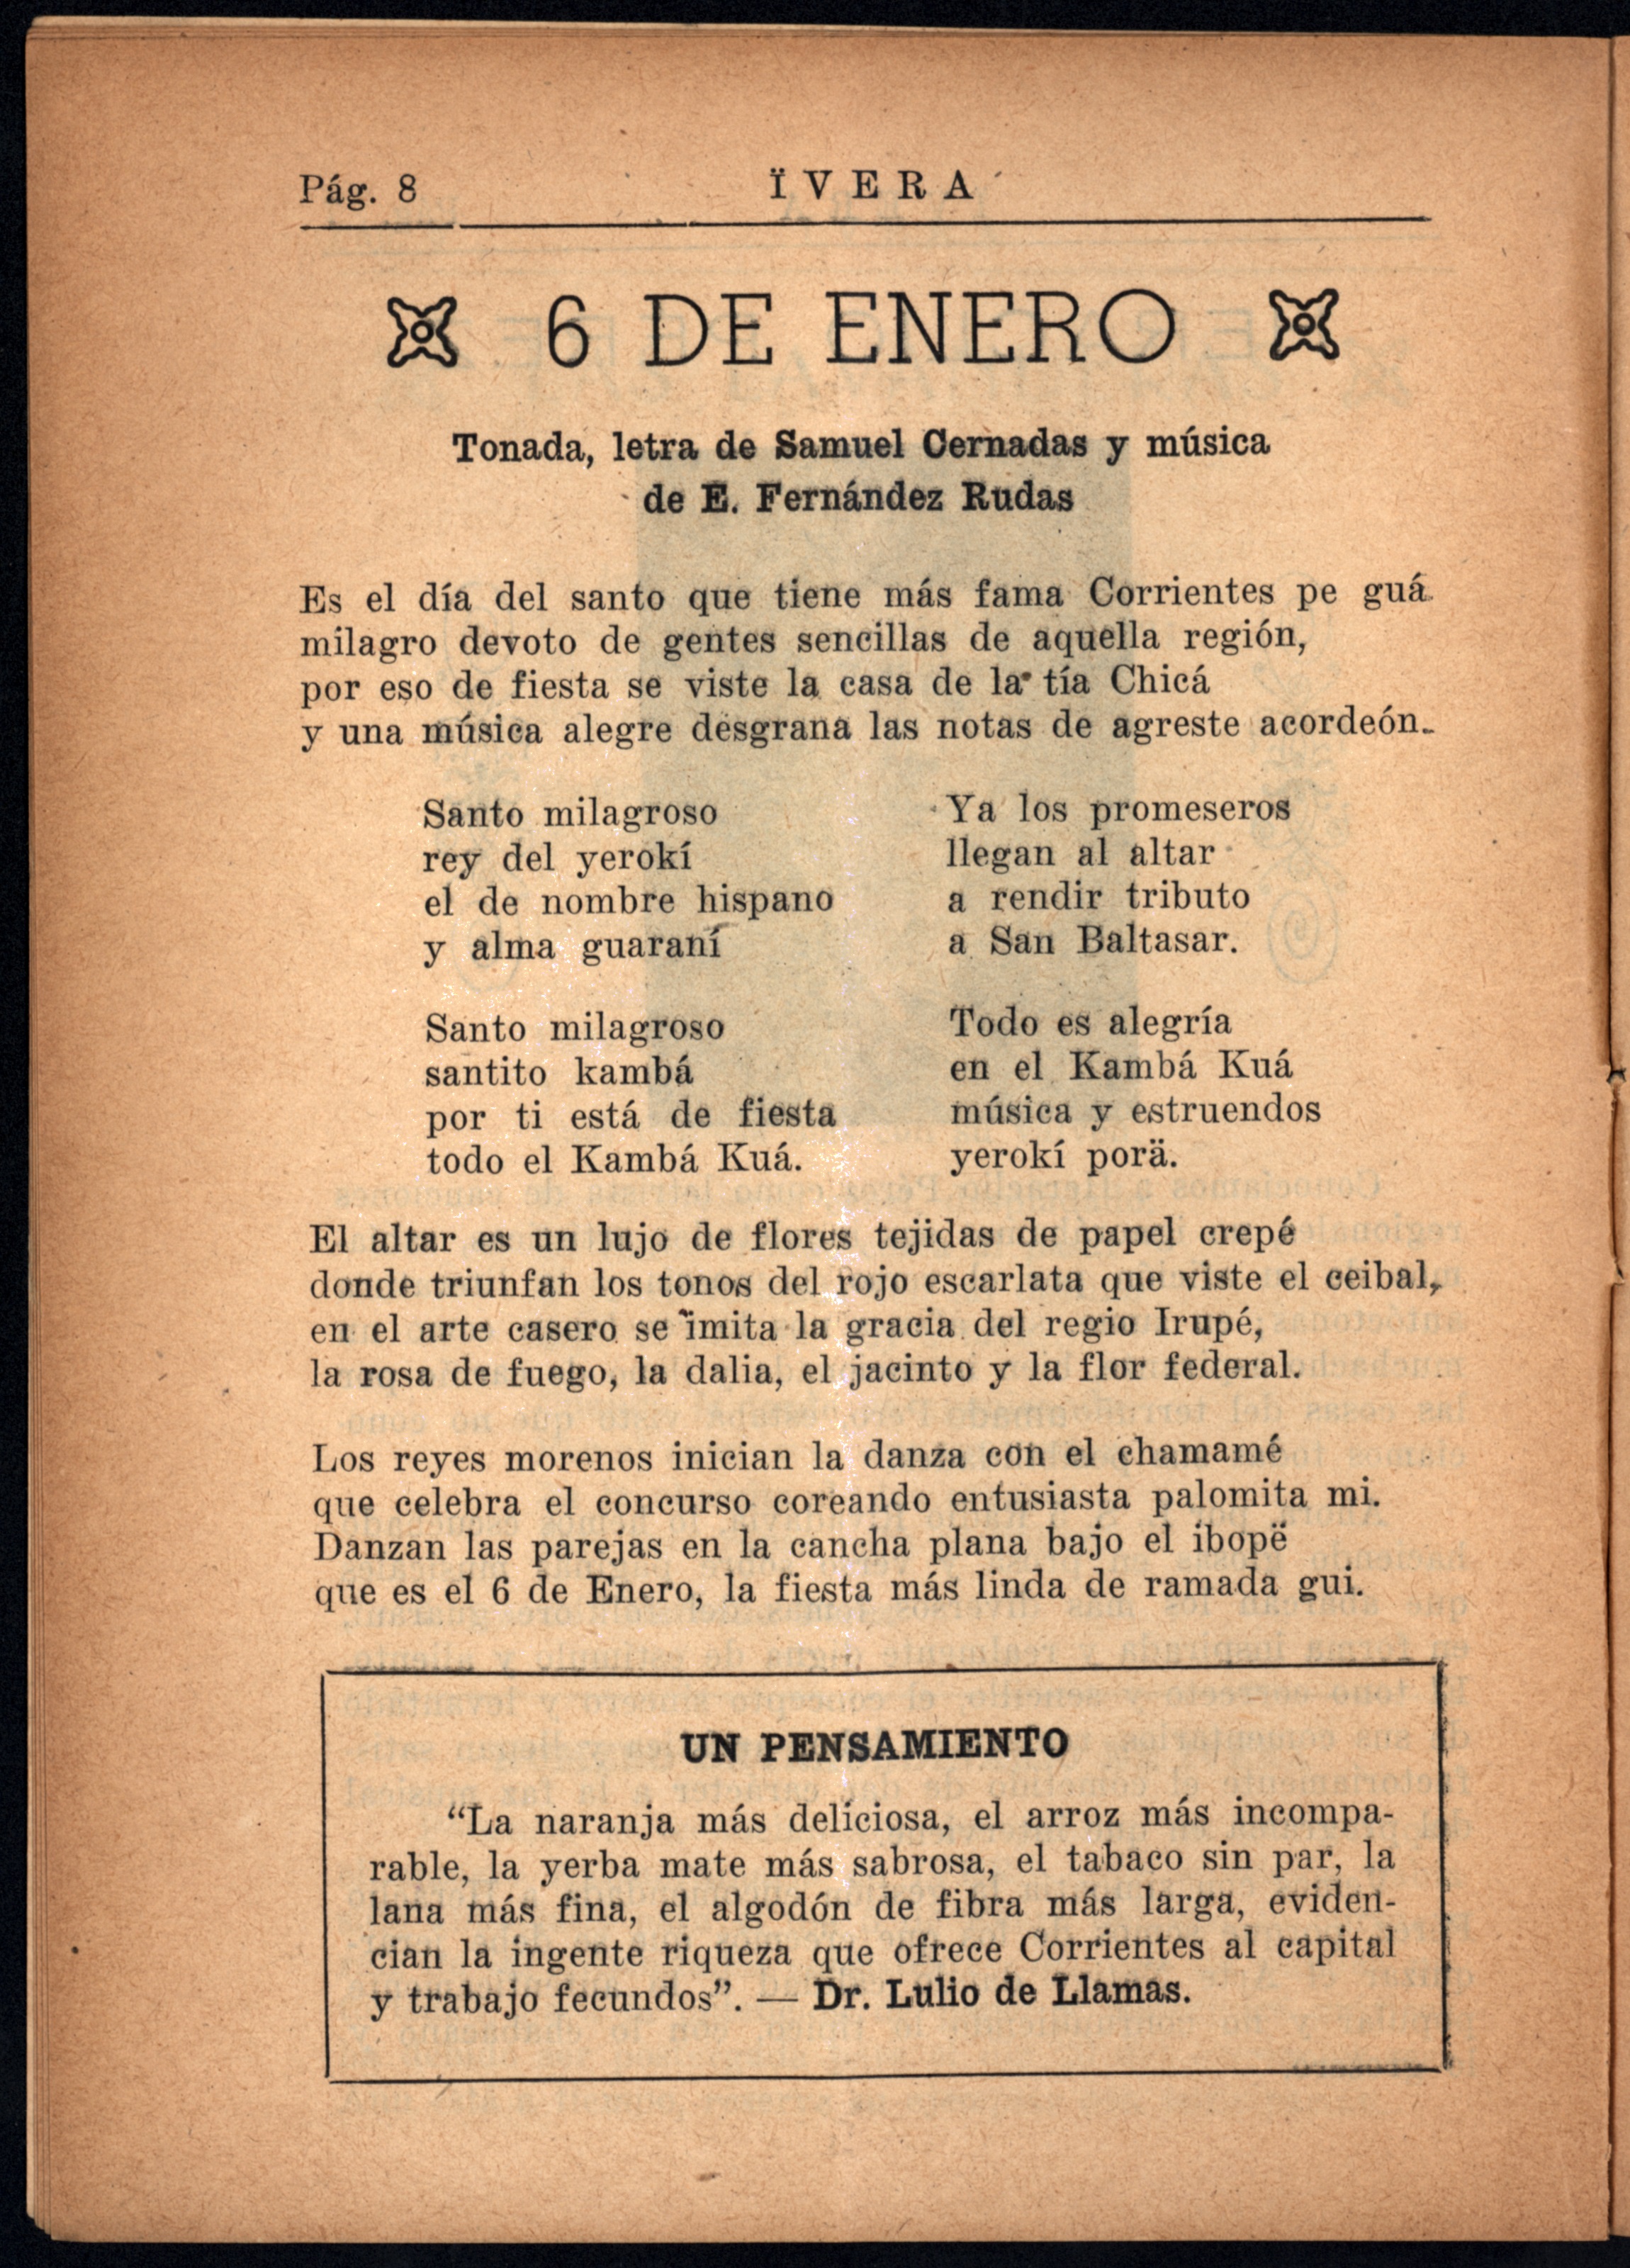 Pág. 8
ÏVERA
6 DE ENERO
Tonada, letra de Samuel Cernadas y música
de E. Fernández Rudas
Es el día del santo que tiene más fama Corrientes pe guá
milagro devoto de gentes sencillas de aquella región,
por eso de fiesta se viste la casa de la tía Chicá
y una música alegre desgrana las notas de agreste acordeón.
Santo milagroso
rey del yerokí
el de nombre hispano
y alma guaraní
Santo milagroso
santito kambá
por ti está de fiesta
todo el Kambá Kuá.
Ya los promeseros
llegan al altar
a rendir tributo
a San Baltasar.
Todo es alegría
en el Kambá Kuá
música y estruendos
yerokí porä.
El altar es un lujo de flores tejidas de papel crepé
donde triunfan los tonos del rojo escarlata que viste el ceibal,
en el arte casero se imita la gracia del regio Irupé,
la rosa de fuego, la dalia, el jacinto y la flor federal.
Los reyes morenos inician la danza con el chamamé
que celebra el concurso coreando entusiasta palomita mi.
Danzan las parejas en la cancha plana bajo el ibopë
que es el 6 de Enero, la fiesta más linda de ramada gui.
UN PENSAMIENTO
“La naranja más deliciosa, el arroz más incompa-
rable, la yerba mate más sabrosa, el tabaco sin par, la
lana más fina, el algodón de fibra más larga, eviden-
cian la ingente riqueza que ofrece Corrientes al capital
y trabajo fecundos”. — Dr. Lulio de Llamas.